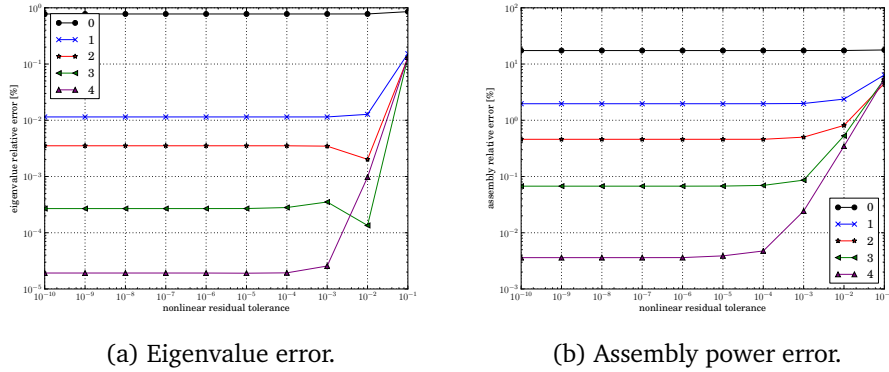 10^0
10^-1
10^-2
10^-3
10^-4
10^-5
eigenvalue relative error [%]
0
1
2
3
4
10^-10 10^-9 10^-8 10^-7 10^-6 10^-5 10^-4 10^-3 10^-2 10^-1
nonlinear residual tolerance
(a) Eigenvalue error.
10^2
10^1
10^0
10^-1
10^-2
10^-3
assembly relative error [%]
0
1
2
3
4
10^-10 10^-9 10^-8 10^-7 10^-6 10^-5 10^-4 10^-3 10^-2 10^-1
nonlinear residual tolerance
(b) Assembly power error.